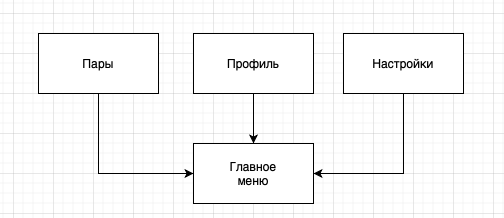 Пары
Профиль
Настройки
Главное
меню